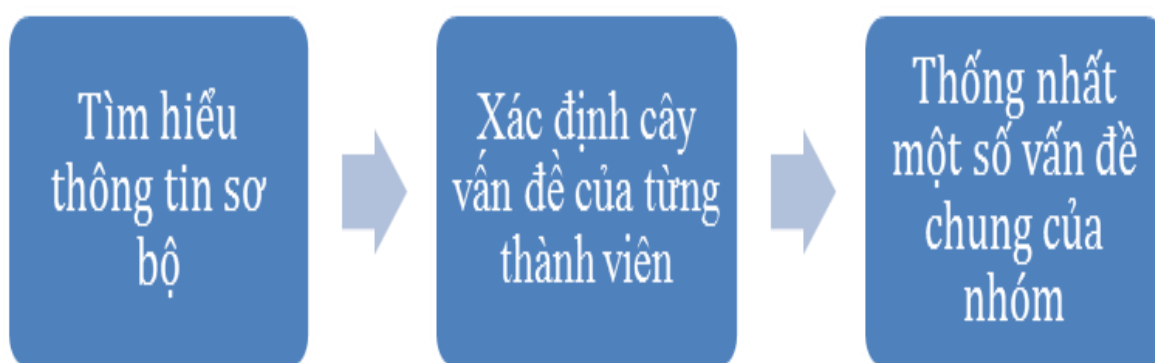 Tìm hiểu
thông tin sơ
bộ
Xác định cây
vấn đề của từng
thành viên
Thống nhất
một số vấn đề
chung của
nhóm